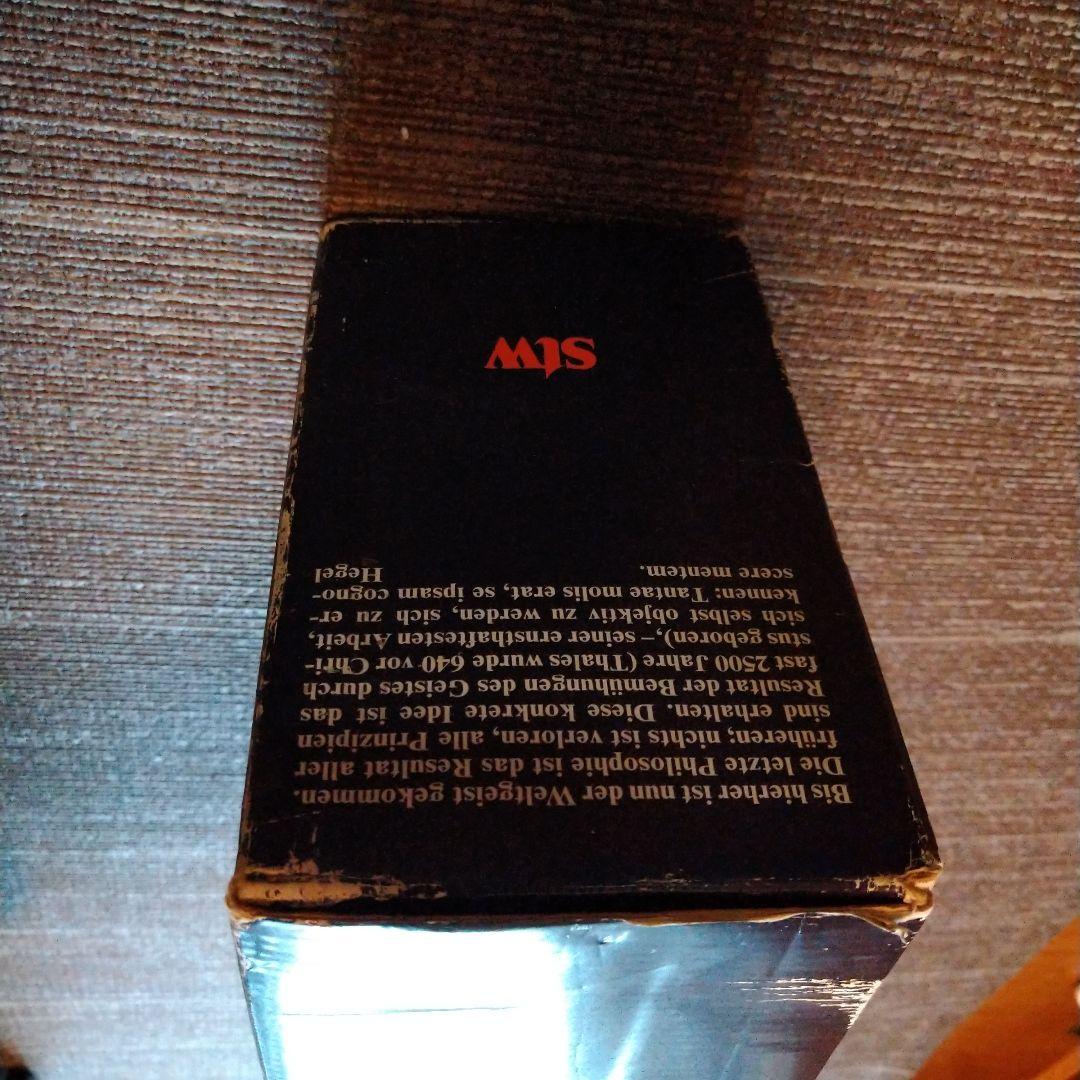 Bis hierher ist nun der Weltgeist gekommen.
Die letzte Philosophie ist das Resultat aller
früheren; nichts ist verloren, alle Prinzipien
sind erhalten. Diese konkrete Idee ist das
Resultat der Bemühungen des Geistes durch
fast 2500 Jahre (Thales wurde 640 vor Chri-
stus geboren), – seiner ernsthaftesten Arbeit,
sich selbst objektiv zu werden, sich zu er-
kennen: Tantae molis erat, se ipsam cogno-
scere mentem. Hegel
stw